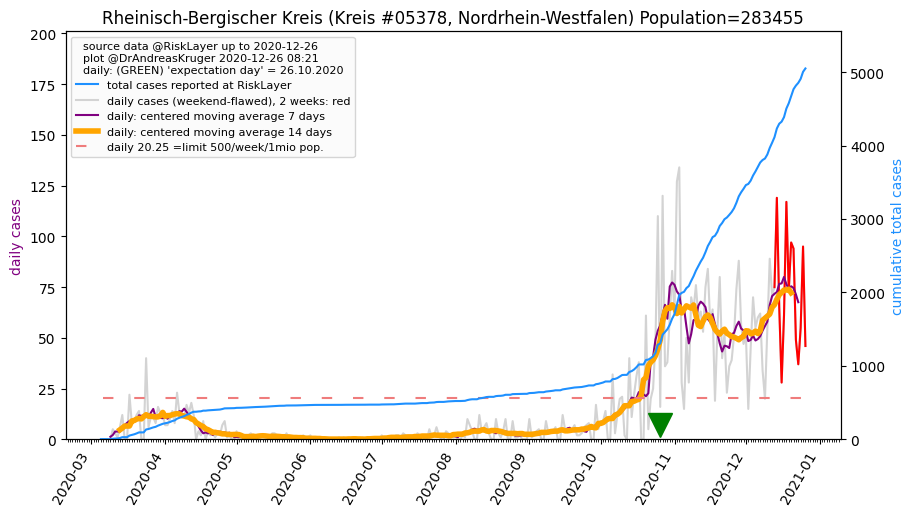 Rheinisch-Bergischer Kreis (Kreis #05378, Nordrhein-Westfalen) Population=283455
source data @RiskLayer up to 2020-12-26
plot @DrAndreasKruger 2020-12-26 08:21
daily: (GREEN) 'expectation day' = 26.10.2020
total cases reported at RiskLayer
daily cases (weekend-flawed), 2 weeks: red
daily: centered moving average 7 days
daily: centered moving average 14 days
daily 20.25 =limit 500/week/1mio pop.
daily cases
200
175
150
125
100
75
50
25
0
cumulative total cases
5000
4000
3000
2000
1000
0
2020-03
2020-04
2020-05
2020-06
2020-07
2020-08
2020-09
2020-10
2020-11
2020-12
2021-01